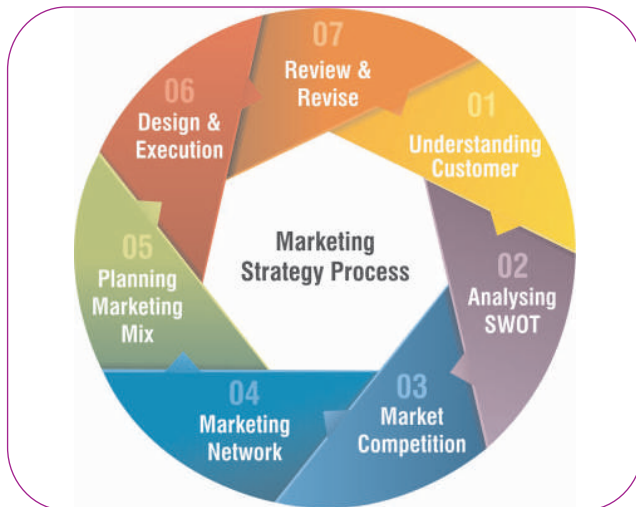 Marketing
Strategy Process
01
Understanding
Customer
02
Analysing
SWOT
03
Market
Competition
04
Marketing
Network
05
Planning
Marketing
Mix
06
Design &
Execution
07
Review &
Revise